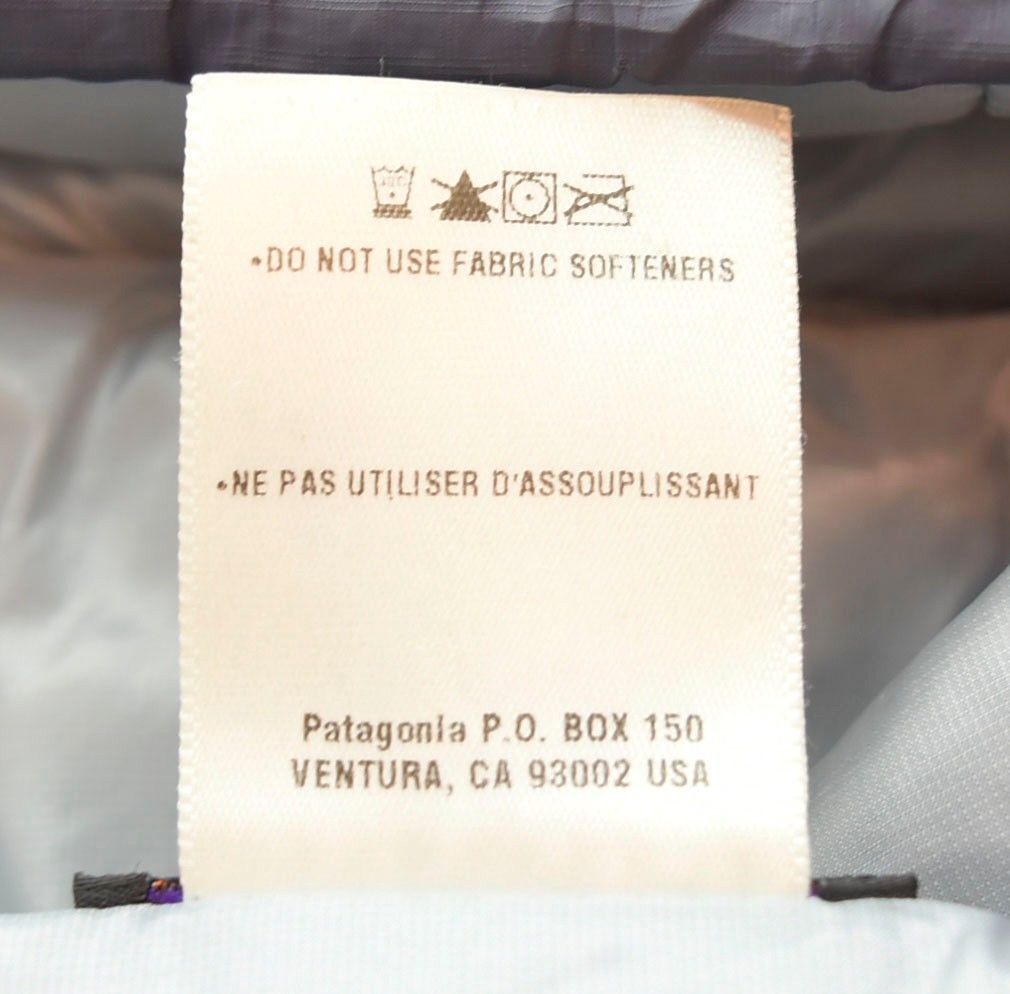 •DO NOT USE FABRIC SOFTENERS
•NE PAS UTILISER D'ASSOUPLISSANT
Patagonia P.O. BOX 150
VENTURA, CA 93002 USA